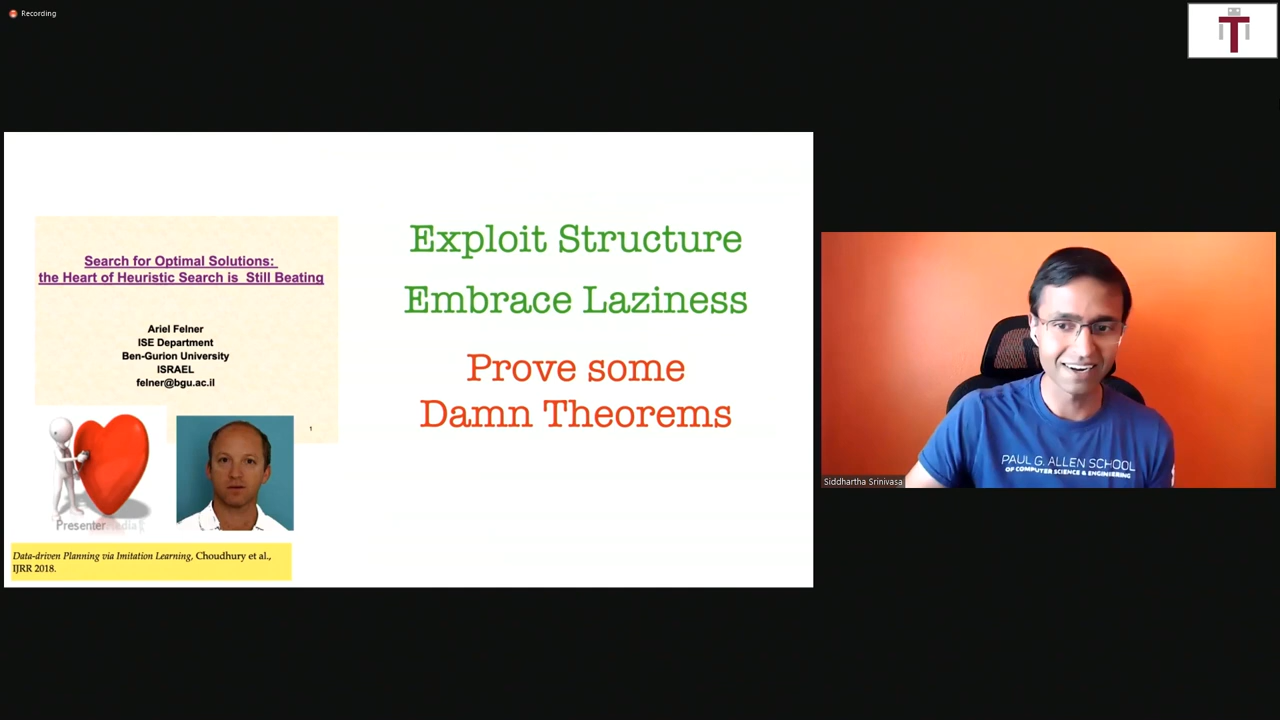 Recording
Search for Optimal Solutions:
the Heart of Heuristic Search is Still Beating
Ariel Felner
ISE Department
Ben-Gurion University
ISRAEL
felner@bgu.ac.il
1
PresenterMedia
Data-driven Planning via Imitation Learning, Choudhury et al.,
IJRR 2018.
Exploit Structure
Embrace Laziness
Prove some
Damn Theorems
PAUL G. ALLEN SCHOOL
OF COMPUTER SCIENCE & ENGINEERING
Siddhartha Srinivasa